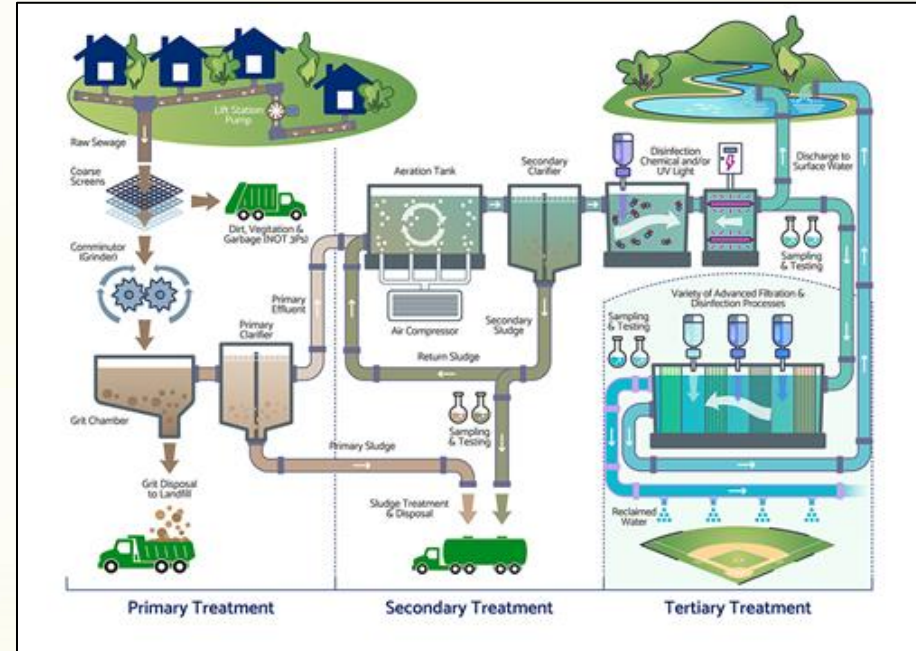 Lift Station
Pump
Raw Sewage
Coarse
Screens
Dirt, Vegitation &
Garbage (NOT 3Ps)
Comminutor
(Grinder)
Primary
Clarifier
Primary
Effluent
Grit Chamber
Grit Disposal
to Landfill
Primary Sludge
Aeration Tank
Secondary
Clarifier
Air Compressor
Secondary
Sludge
Return Sludge
Sampling
& Testing
Sludge Treatment
& Disposal
Disinfection
Chemical and/or
UV Light
Discharge to
Surface Water
Sampling
& Testing
Variety of Advanced Filtration &
Disinfection Processes
Sampling
& Testing
Reclaimed
Water
Primary Treatment
Secondary Treatment
Tertiary Treatment